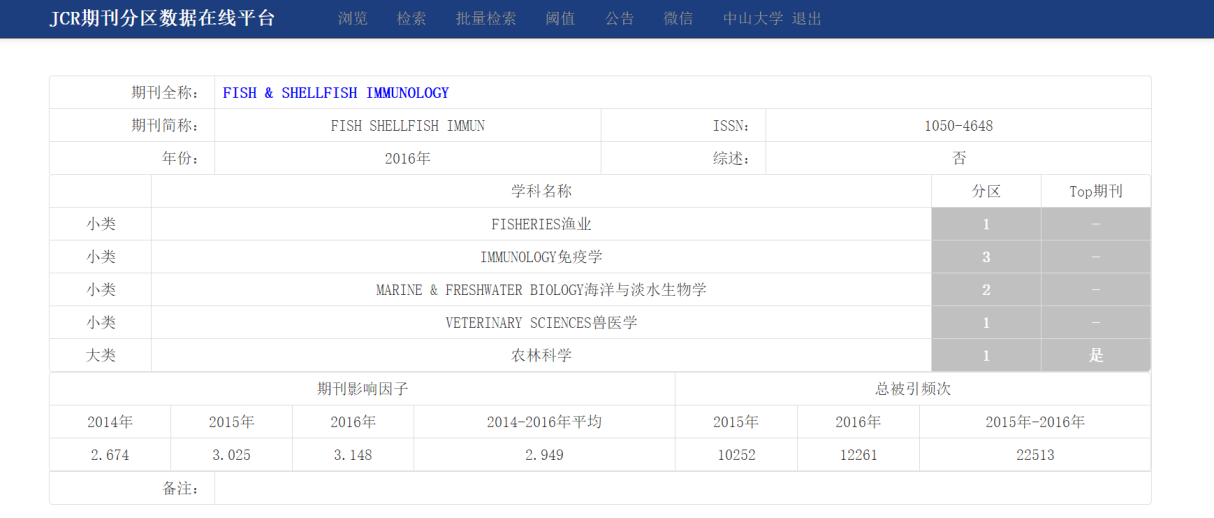 JCR期刊分区数据在线平台 浏览 检索 批量检索 阈值 公告 微信 中山大学 退出
期刊全称： FISH & SHELLFISH IMMUNOLOGY
期刊简称： FISH SHELLFISH IMMUN ISSN： 1050-4648
年份： 2016年 综述： 否
学科名称 分区 Top期刊
小类 FISHERIES渔业 1 -
小类 IMMUNOLOGY免疫学 3 -
小类 MARINE & FRESHWATER BIOLOGY海洋与淡水生物学 2 -
小类 VETERINARY SCIENCES兽医学 1 -
大类 农林科学 1 是
期刊影响因子 总被引频次
2014年 2015年 2016年 2014-2016年平均 2015年 2016年 2015年-2016年
2.674 3.025 3.148 2.949 10252 12261 22513
备注：